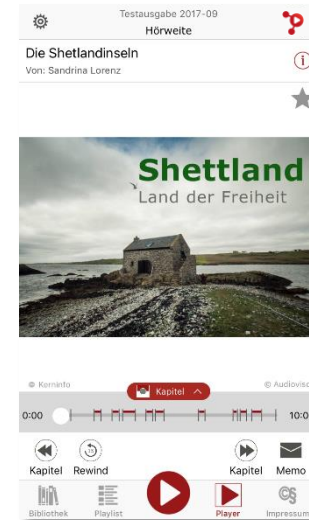 Testausgabe 2017-09
Hörweite
Die Shetlandinseln
Von: Sandrina Lorenz
Shettland
Land der Freiheit
© Kerninfo
Kapitel
© Audiovisc
0:00
10:0
Kapitel
Rewind
Kapitel
Memo
Bibliothek
Playlist
Player
Impressum